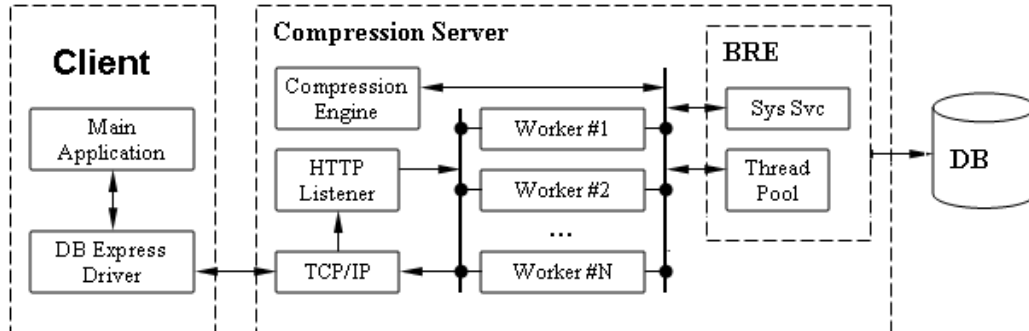 Client
Main
Application
DB Express
Driver
Compression Server
Compression
Engine
HTTP
Listener
TCP/IP
Worker #1
Worker #2
...
Worker #N
BRE
Sys Svc
Thread
Pool
DB